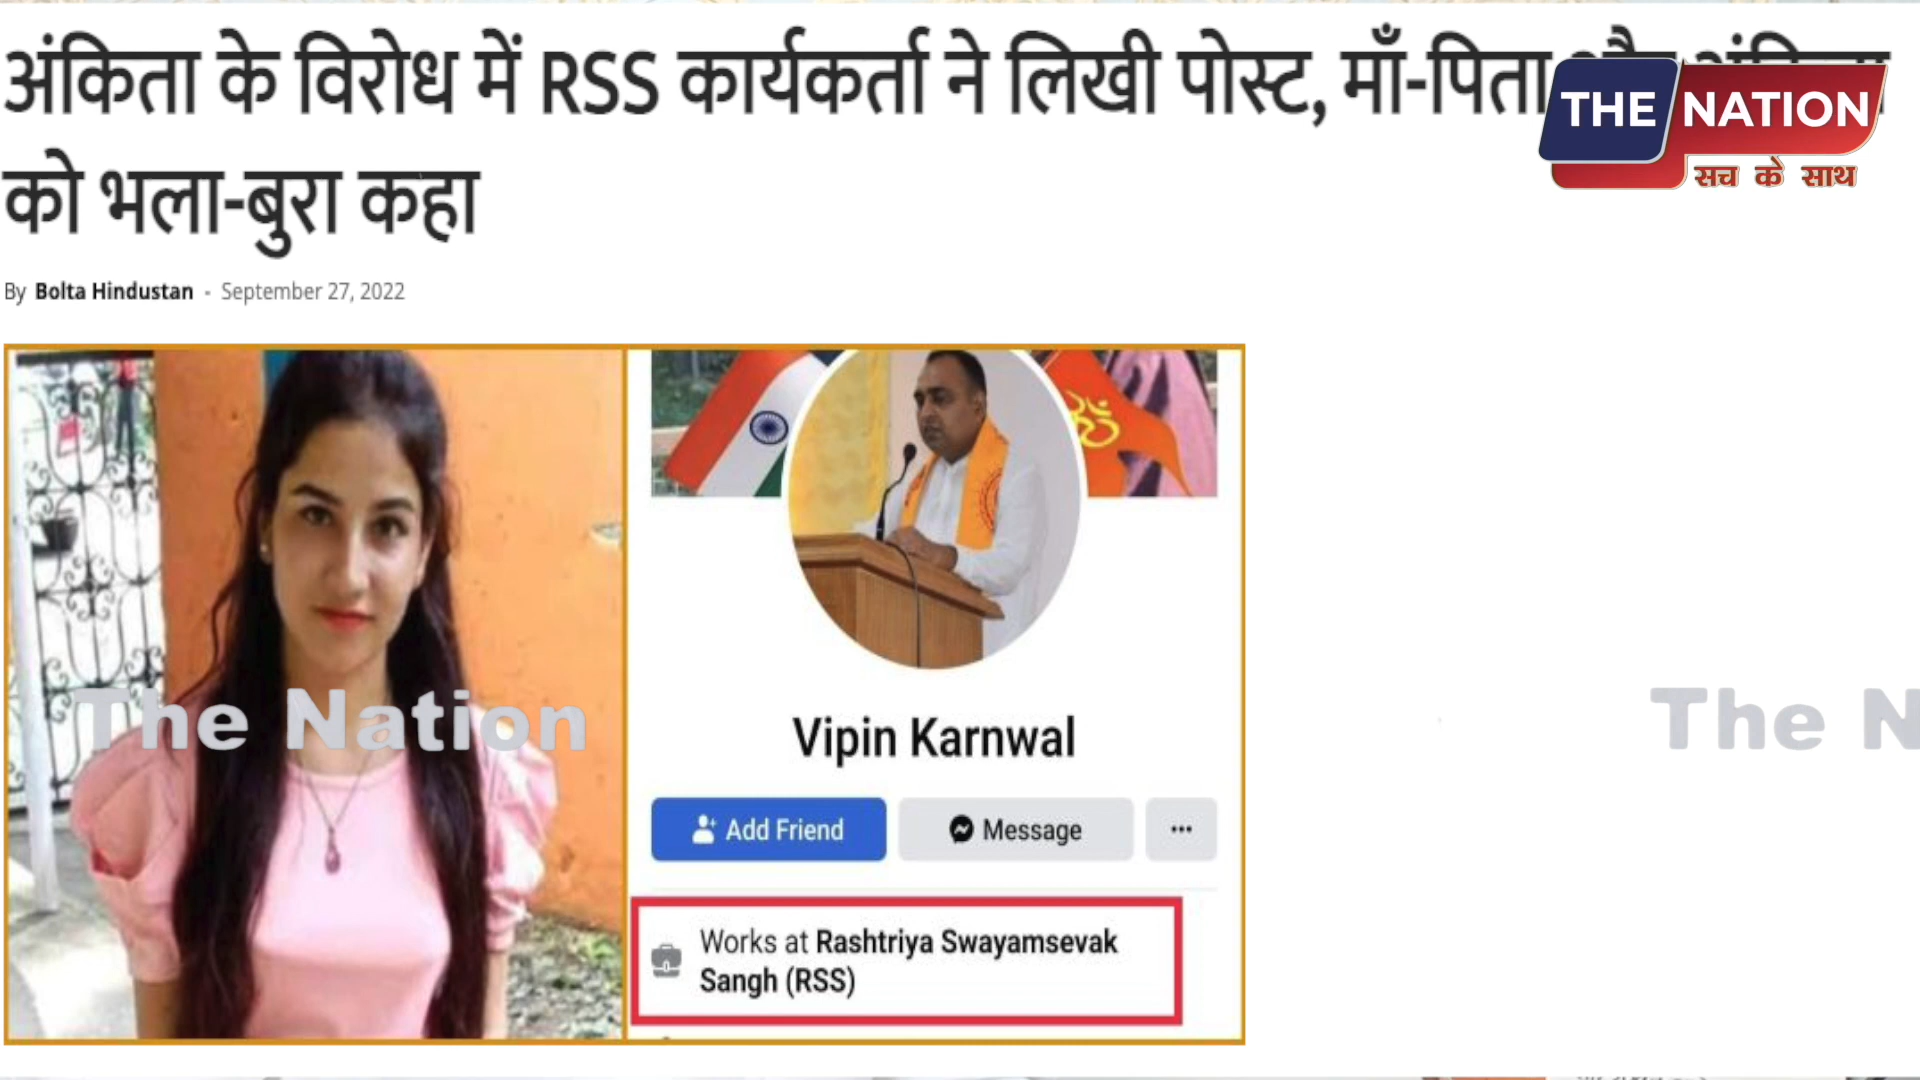 अंकिता के विरोध में RSS कार्यकर्ता ने लिखी पोस्ट, माँ-पिता
को भला-बुरा कहा
THE NATION
सच के साथ
By Bolta Hindustan - September 27, 2022
The Nation
The N
Vipin Karnwal
Add Friend
Message
Works at Rashtriya Swayamsevak
Sangh (RSS)